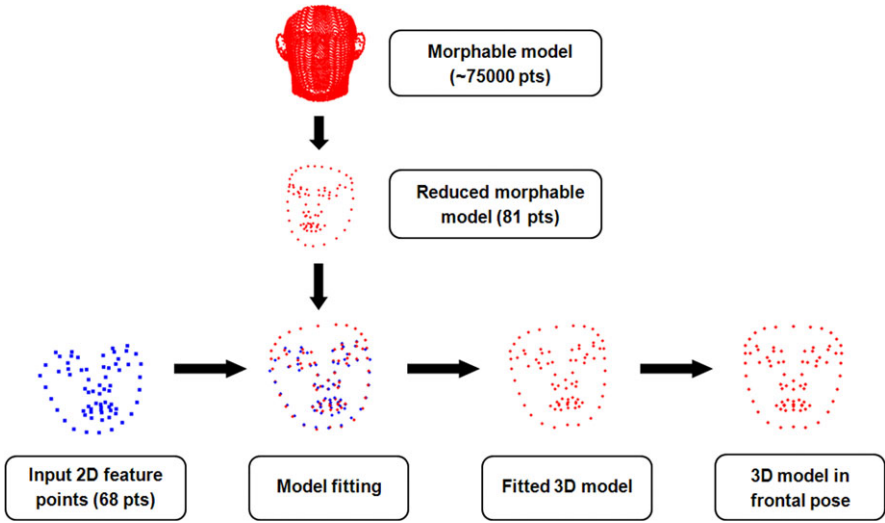 Morphable model
(~75000 pts)
Reduced morphable
model (81 pts)
Input 2D feature
points (68 pts)
Model fitting
Fitted 3D model
3D model in
frontal pose